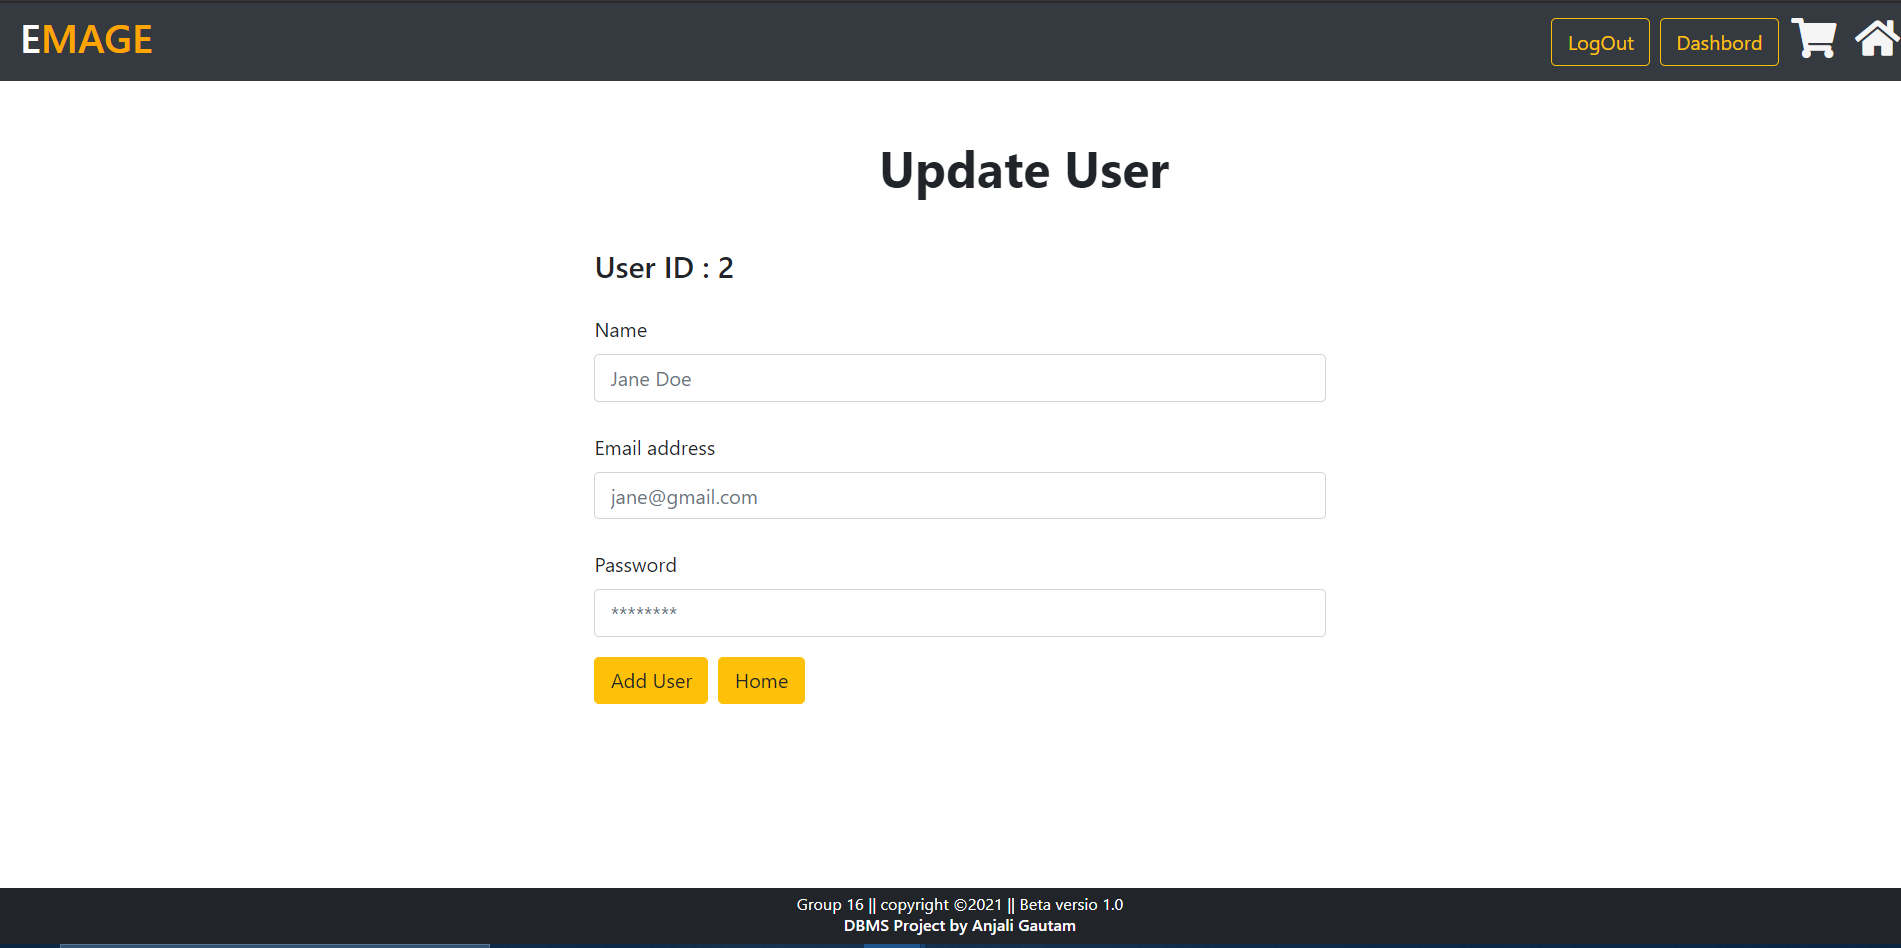 EMAGE
LogOut Dashbord
Update User
User ID : 2
Name
Jane Doe
Email address
jane@gmail.com
Password
********
Add User Home
Group 16 || copyright ©2021 || Beta versio 1.0
DBMS Project by Anjali Gautam